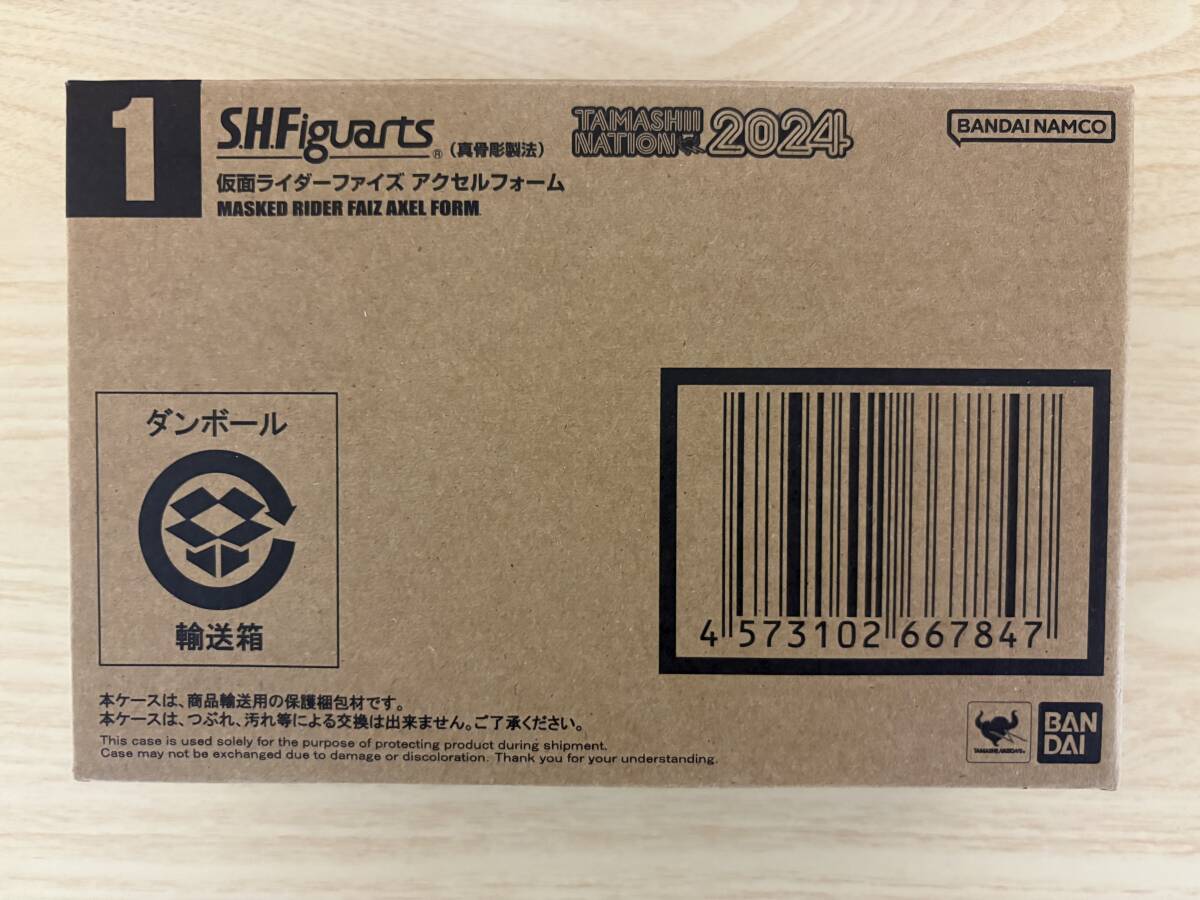 1
S.H.Figuarts® (真骨彫製法)
TAMASHII NATION 2024
BANDAI NAMCO
仮面ライダーファイズ アクセルフォーム
MASKED RIDER FAIZ AXEL FORM
ダンボール
輸送箱
4 573102 667847
本ケースは、商品輸送用の保護梱包材です。
本ケースは、つぶれ、汚れ等による交換は出来ません。ご了承ください。
This case is used solely for the purpose of protecting product during shipment.
Case may not be exchanged due to damage or discoloration. Thank you for your understanding.
TAMASHII NATIONS
BAN
DAI